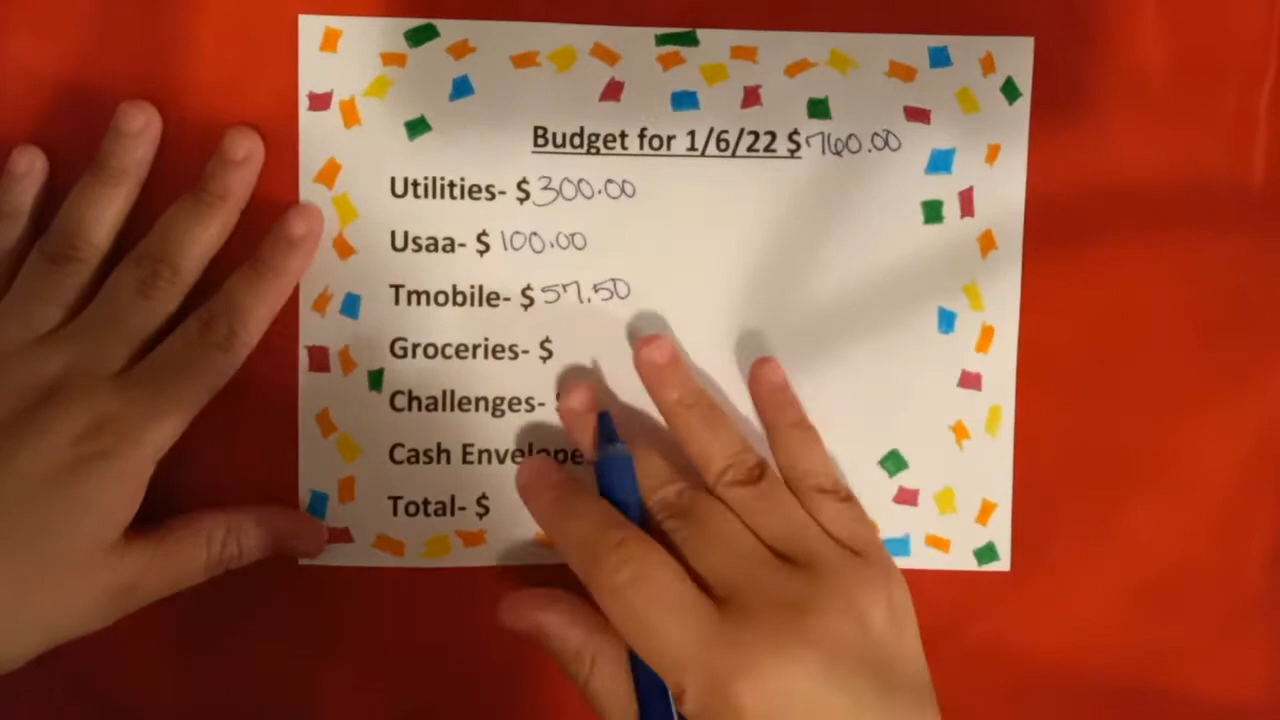 Budget for 1/6/22 $760.00
Utilities- $300.00
Usaa- $100.00
Tmobile- $57.50
Groceries- $
Challenges-
Cash Envelope
Total- $